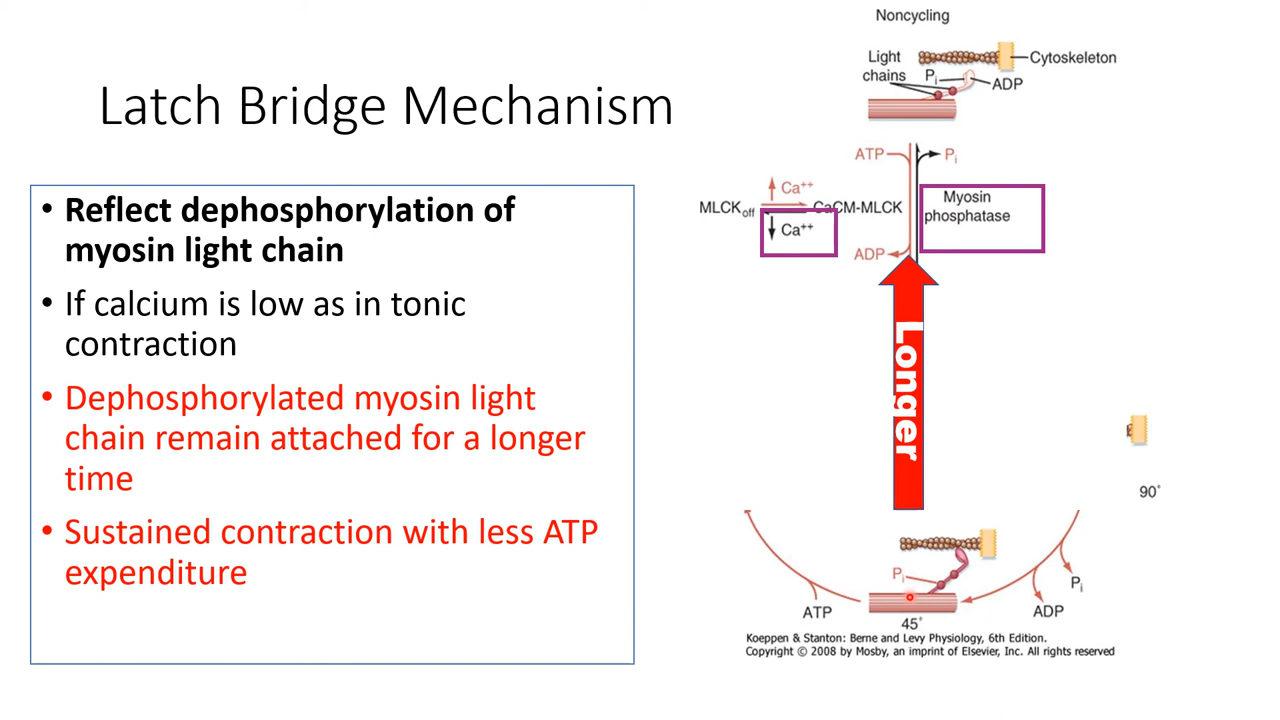 Latch Bridge Mechanism
• Reflect dephosphorylation of
myosin light chain
• If calcium is low as in tonic
contraction
• Dephosphorylated myosin light
chain remain attached for a longer
time
• Sustained contraction with less ATP
expenditure
Noncycling
Light
chains
Pi
Cytoskeleton
ADP
ATP
Pi
Ca++
MLCKoff
CaCM-MLCK
Myosin
phosphatase
Ca++
ADP
Longer
90°
Pi
Pi
ATP
ADP
45°
Koeppen & Stanton: Berne and Levy Physiology, 6th Edition.
Copyright © 2008 by Mosby, an imprint of Elsevier, Inc. All rights reserved